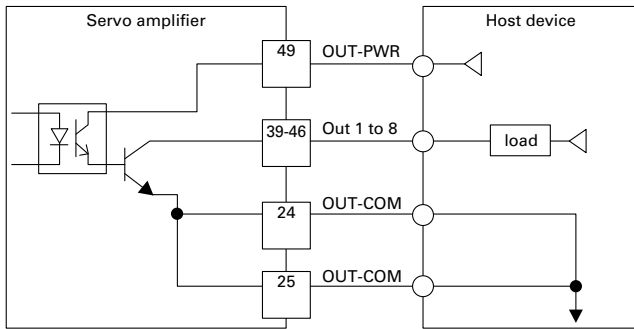 Servo amplifier
Host device
49
OUT-PWR
39-46
Out 1 to 8
load
24
OUT-COM
25
OUT-COM